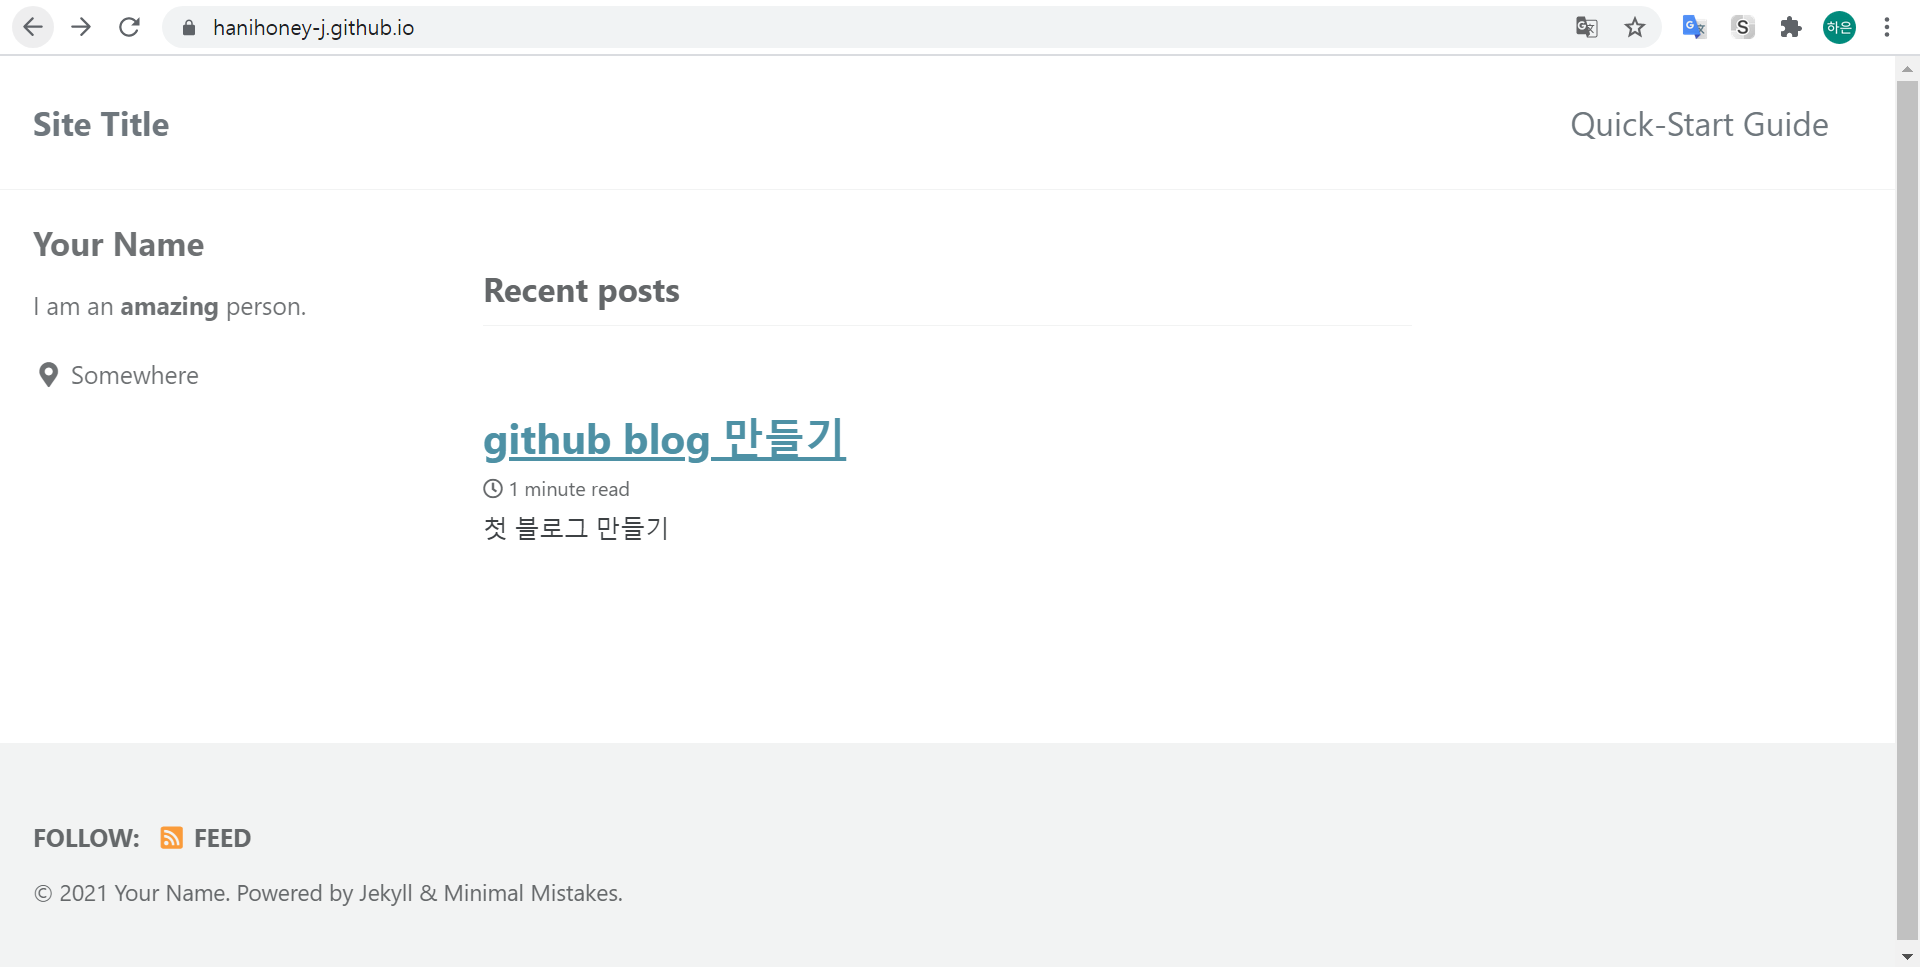 hanihoney-j.github.io
S
하은
Site Title
Quick-Start Guide
Your Name
I am an amazing person.
Somewhere
Recent posts
github blog 만들기
1 minute read
첫 블로그 만들기
FOLLOW: FEED
© 2021 Your Name. Powered by Jekyll & Minimal Mistakes.